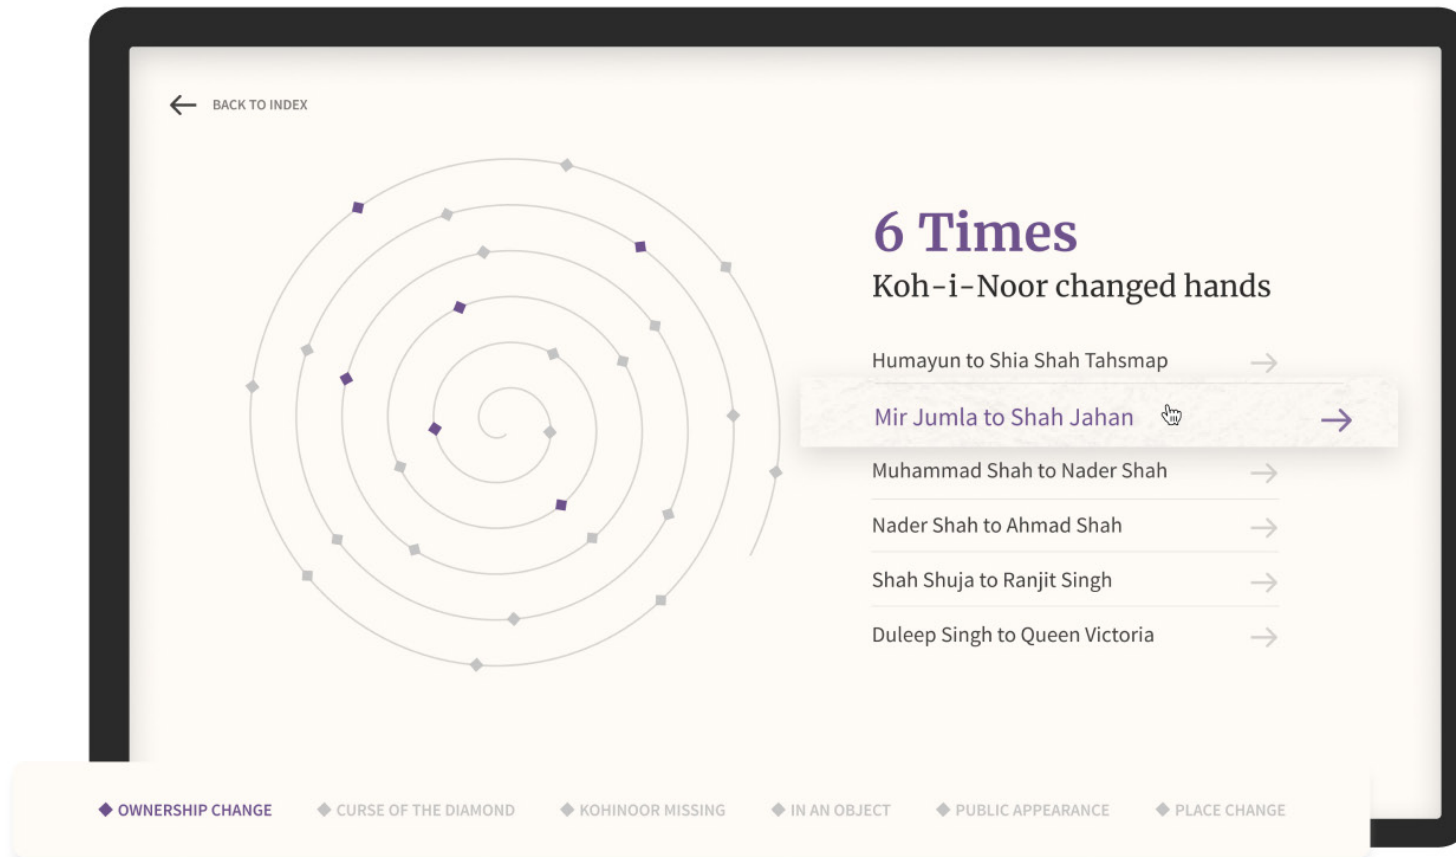 BACK TO INDEX
6 Times
Koh-i-Noor changed hands
Humayun to Shia Shah Tahsmap
Mir Jumla to Shah Jahan
Muhammad Shah to Nader Shah
Nader Shah to Ahmad Shah
Shah Shuja to Ranjit Singh
Duleep Singh to Queen Victoria
OWNERSHIP CHANGE
CURSE OF THE DIAMOND
KOHINOOR MISSING
IN AN OBJECT
PUBLIC APPEARANCE
PLACE CHANGE